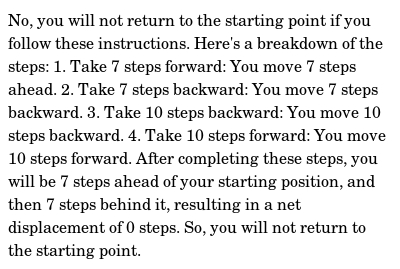 No, you will not return to the starting point if you
follow these instructions. Here's a breakdown of the
steps: 1. Take 7 steps forward: You move 7 steps
ahead. 2. Take 7 steps backward: You move 7 steps
backward. 3. Take 10 steps backward: You move 10
steps backward. 4. Take 10 steps forward: You move
10 steps forward. After completing these steps, you
will be 7 steps ahead of your starting position, and
then 7 steps behind it, resulting in a net
displacement of 0 steps. So, you will not return to
the starting point.